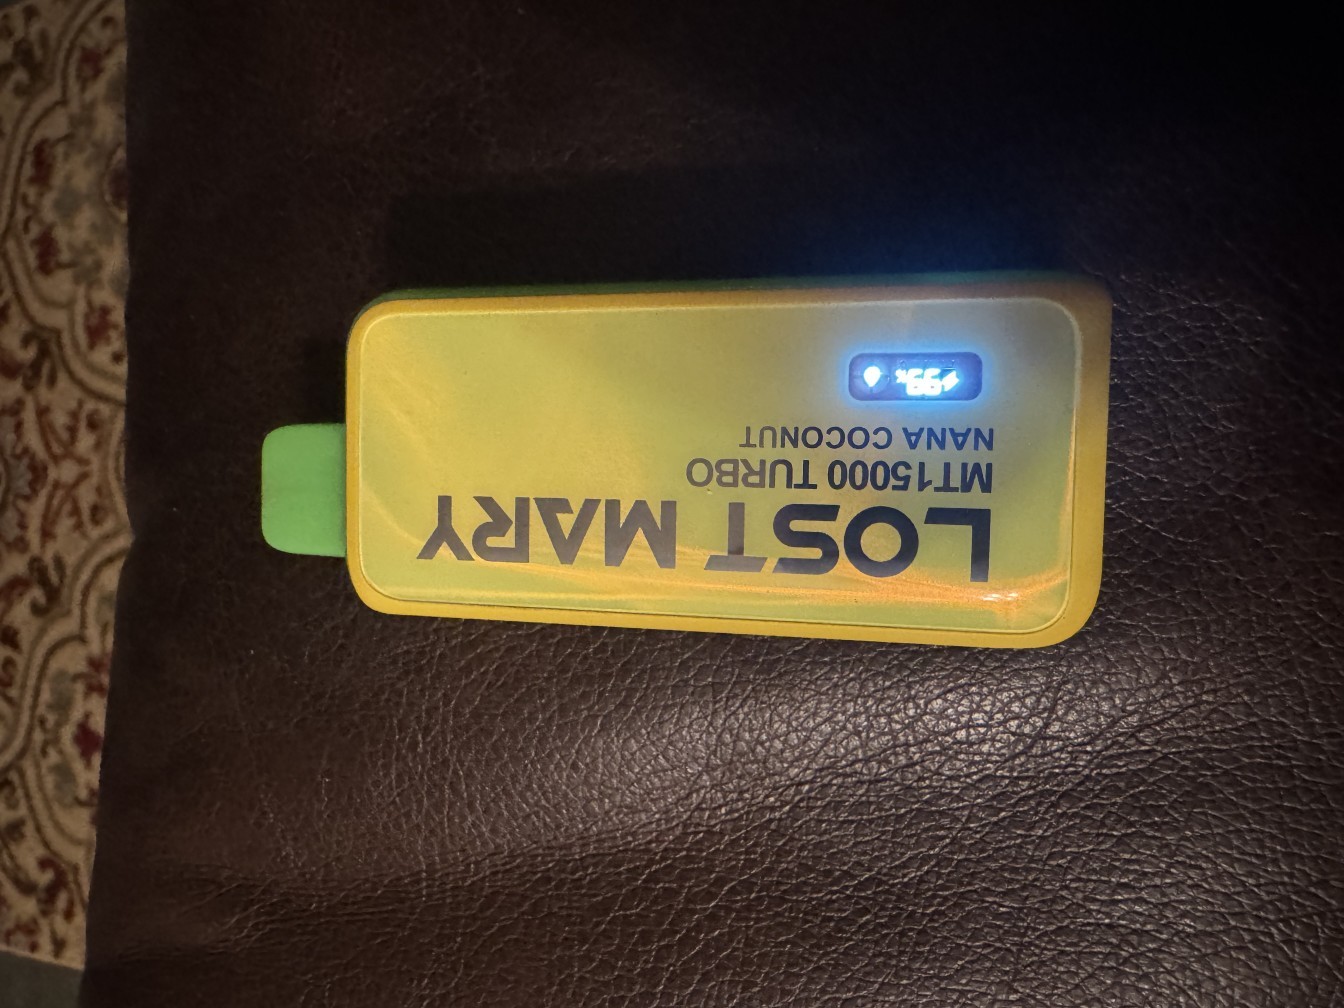 LOST MARY
MT15000 TURBO
NANA COCONUT